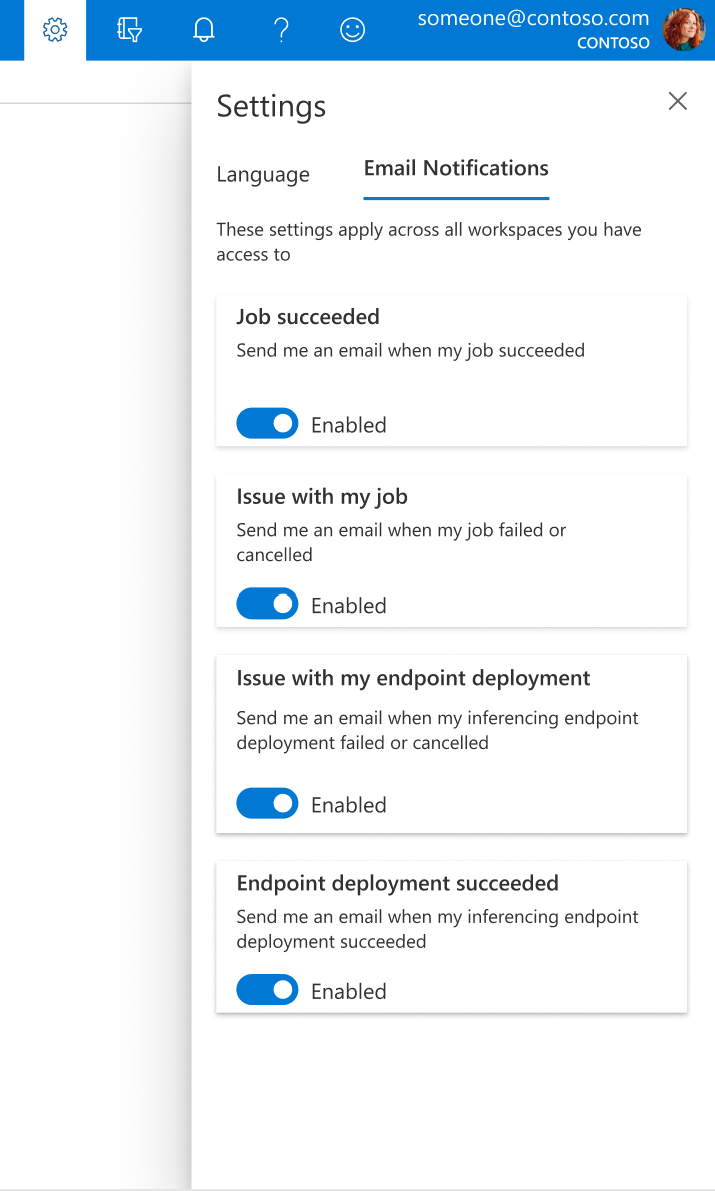 someone@contoso.com
CONTOSO
Settings
Language
Email Notifications
These settings apply across all workspaces you have
access to
Job succeeded
Send me an email when my job succeeded
Enabled
Issue with my job
Send me an email when my job failed or
cancelled
Enabled
Issue with my endpoint deployment
Send me an email when my inferencing endpoint
deployment failed or cancelled
Enabled
Endpoint deployment succeeded
Send me an email when my inferencing endpoint
deployment succeeded
Enabled